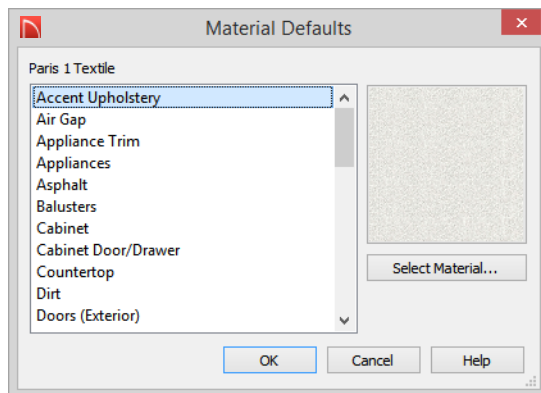 Material Defaults
Paris 1 Textile
Accent Upholstery
Air Gap
Appliance Trim
Appliances
Asphalt
Balusters
Cabinet
Cabinet Door/Drawer
Countertop
Dirt
Doors (Exterior)
Select Material...
OK
Cancel
Help